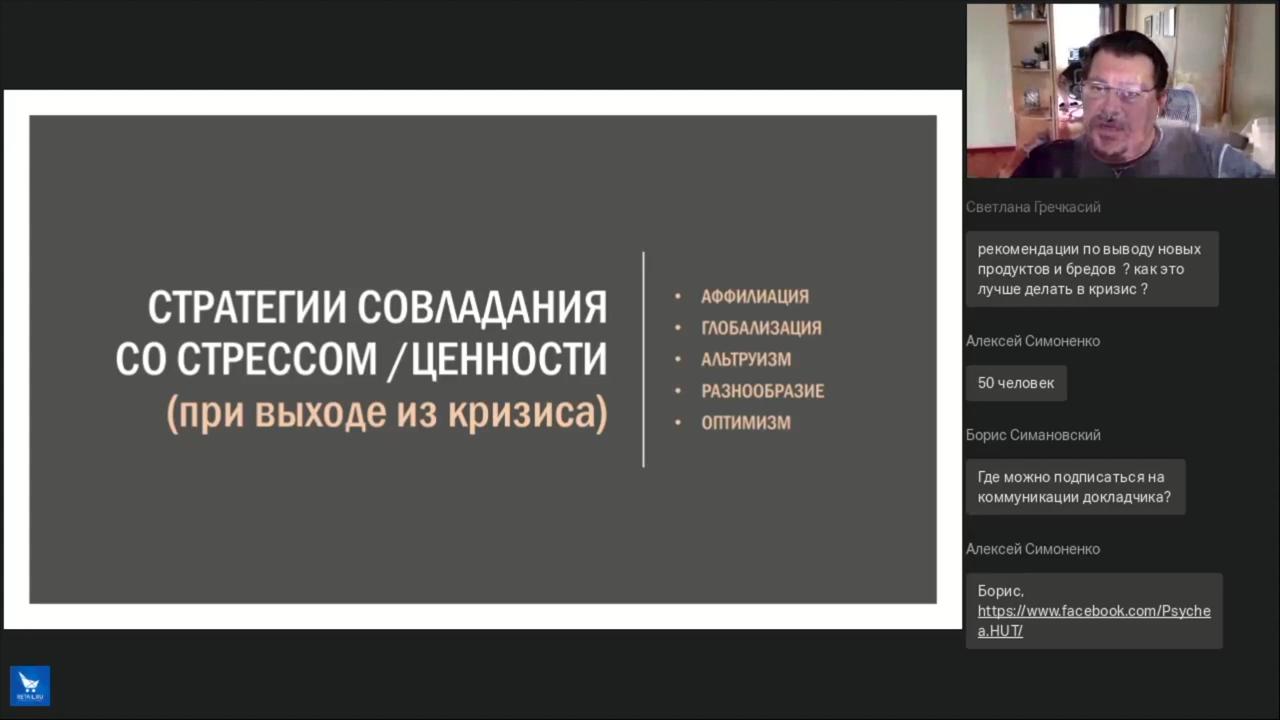 СТРАТЕГИИ СОВЛАДАНИЯ
СО СТРЕССОМ /ЦЕННОСТИ
(при выходе из кризиса)
• АФФИЛИАЦИЯ
• ГЛОБАЛИЗАЦИЯ
• АЛЬТРУИЗМ
• РАЗНООБРАЗИЕ
• ОПТИМИЗМ
Светлана Гречкасий
рекомендации по выводу новых
продуктов и бредов ? как это
лучше делать в кризис ?
Алексей Симоненко
50 человек
Борис Симановский
Где можно подписаться на
коммуникации докладчика?
Алексей Симоненко
Борис,
https://www.facebook.com/Psyche
a.HUT/
RETAIL.RU